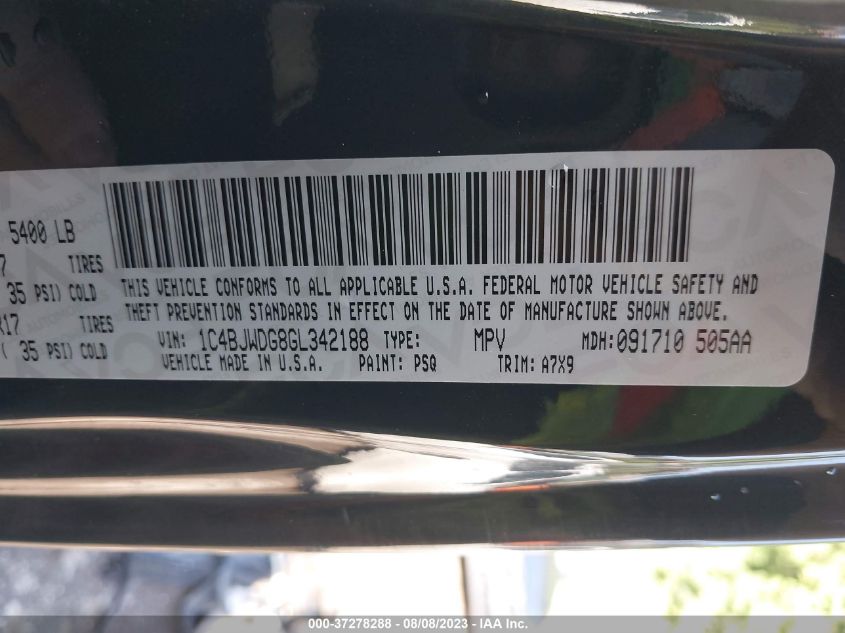 5400 LB
7 TIRES
35 PSI) COLD
R17 TIRES
( 35 PSI) COLD
THIS VEHICLE CONFORMS TO ALL APPLICABLE U.S.A. FEDERAL MOTOR VEHICLE SAFETY AND
THEFT PREVENTION STANDARDS IN EFFECT ON THE DATE OF MANUFACTURE SHOWN ABOVE.
VIN: 1C4BJWDG8GL342188 TYPE: MPV MDH: 091710 505AA
VEHICLE MADE IN U.S.A. PAINT: PSQ TRIM: A7X9
000-37278288 - 08/08/2023 - © IAA Inc.